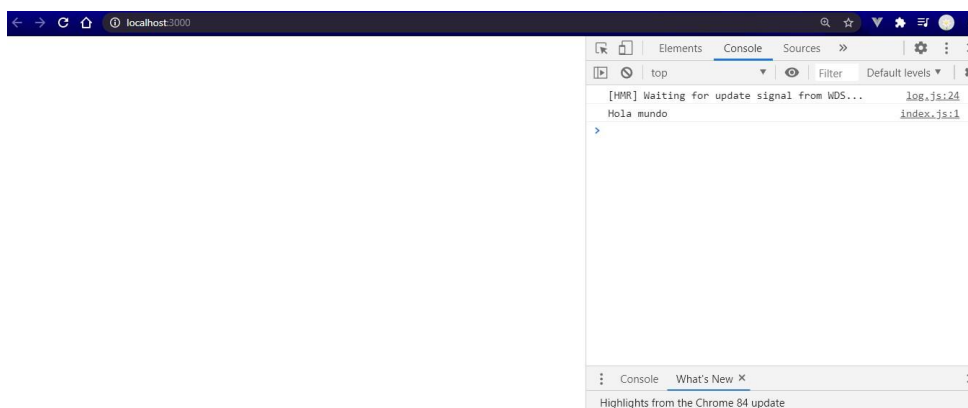 localhost:3000
Elements Console Sources »
top Filter Default levels
[HMR] Waiting for update signal from WDS... log.js:24
Hola mundo index.js:1
>
Console What's New ×
Highlights from the Chrome 84 update